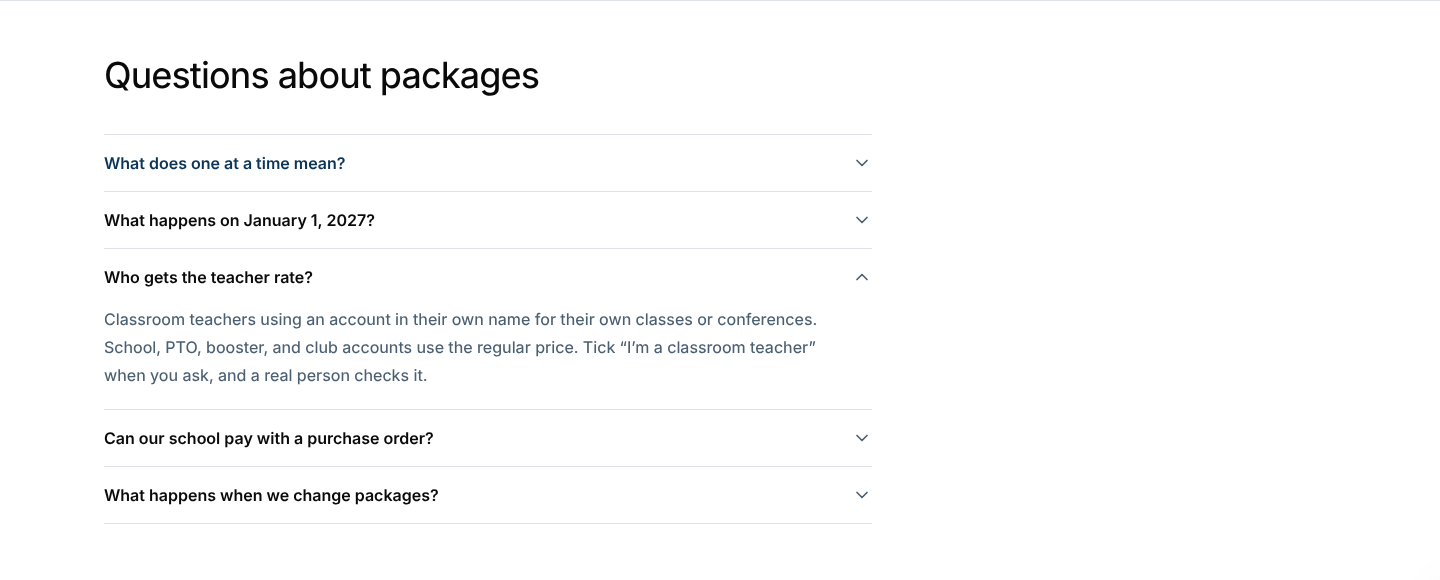 Questions about packages
What does one at a time mean?
What happens on January 1, 2027?
Who gets the teacher rate?
Classroom teachers using an account in their own name for their own classes or conferences.
School, PTO, booster, and club accounts use the regular price. Tick “I’m a classroom teacher”
when you ask, and a real person checks it.
Can our school pay with a purchase order?
What happens when we change packages?